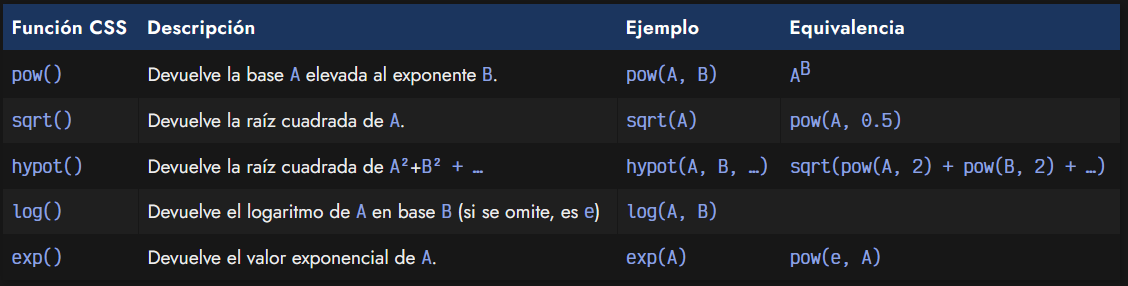 Función CSS Descripción Ejemplo Equivalencia
pow() Devuelve la base A elevada al exponente B. pow(A, B) Aᴮ
sqrt() Devuelve la raíz cuadrada de A. sqrt(A) pow(A, 0.5)
hypot() Devuelve la raíz cuadrada de A²+B² + … hypot(A, B, …) sqrt(pow(A, 2) + pow(B, 2) + …)
log() Devuelve el logaritmo de A en base B (si se omite, es e) log(A, B)
exp() Devuelve el valor exponencial de A. exp(A) pow(e, A)